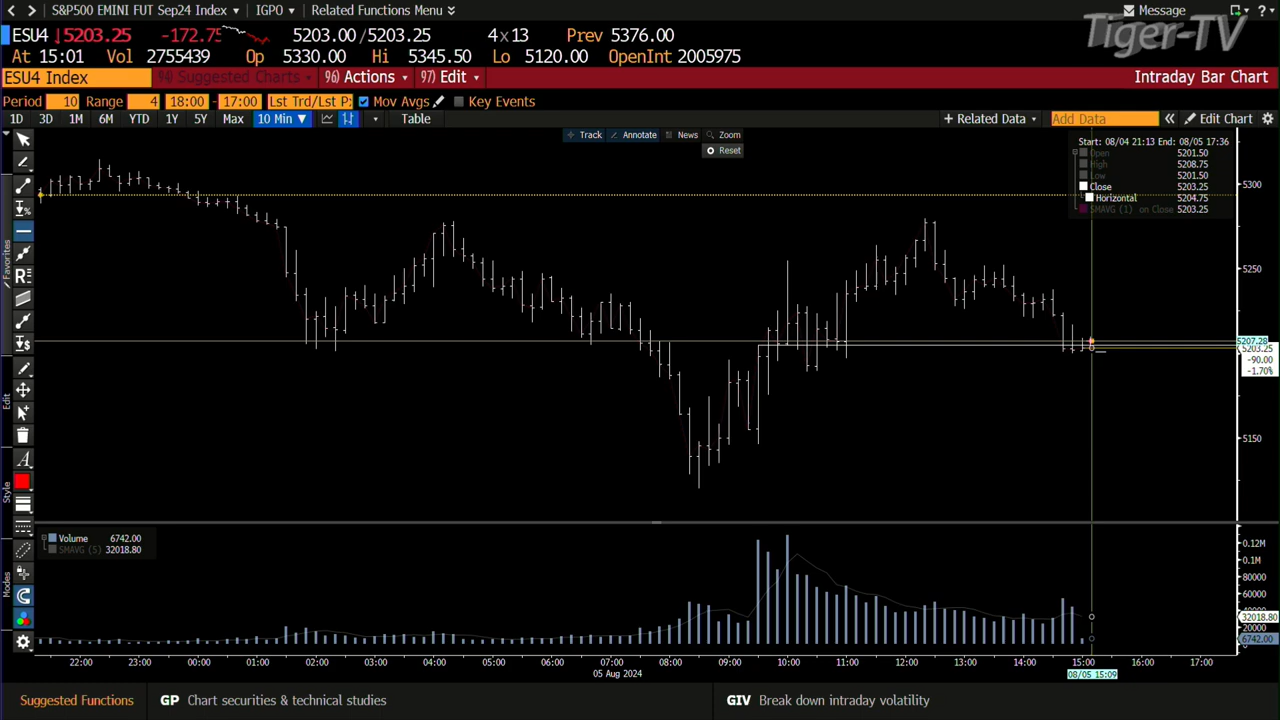 S&P500 EMINI FUT Sep24 Index ▾ IGPO ▾ Related Functions Menu Message
Tiger-TV
ESU4 ↓5203.25 -172.75 5203.00/5203.25 4×13 Prev 5376.00
At 15:01 Vol 2755439 Op 5330.00 Hi 5345.50 Lo 5120.00 OpenInt 2005975
ESU4 Index 94) Suggested Charts 96) Actions 97) Edit Intraday Bar Chart
Period 10 Range 4 18:00 - 17:00 Lst Trd/Lst P: Mov Avgs Key Events
1D 3D 1M 6M YTD 1Y 5Y Max 10 Min ▼ Table + Related Data Add Data « Edit Chart
Track Annotate News Zoom
Reset
Start: 08/04 21:13 End: 08/05 17:36
Open 5201.50
High 5208.75
Low 5201.50
Close 5203.25
Horizontal 5204.75
SMAVG (1) on Close 5203.25
5300
5250
5207.28
5203.25
-90.00
-1.70%
5150
Favorites
Edit
Style
Modes
Volume 6742.00
SMAVG (5) 32018.80
0.12M
0.1M
80000
60000
32018.80
20000
6742.00
22:00 23:00 00:00 01:00 02:00 03:00 04:00 05:00 06:00 07:00 08:00 09:00 10:00 11:00 12:00 13:00 14:00 15:00 16:00 17:00
05 Aug 2024
08/05 15:09
Suggested Functions GP Chart securities & technical studies GIV Break down intraday volatility